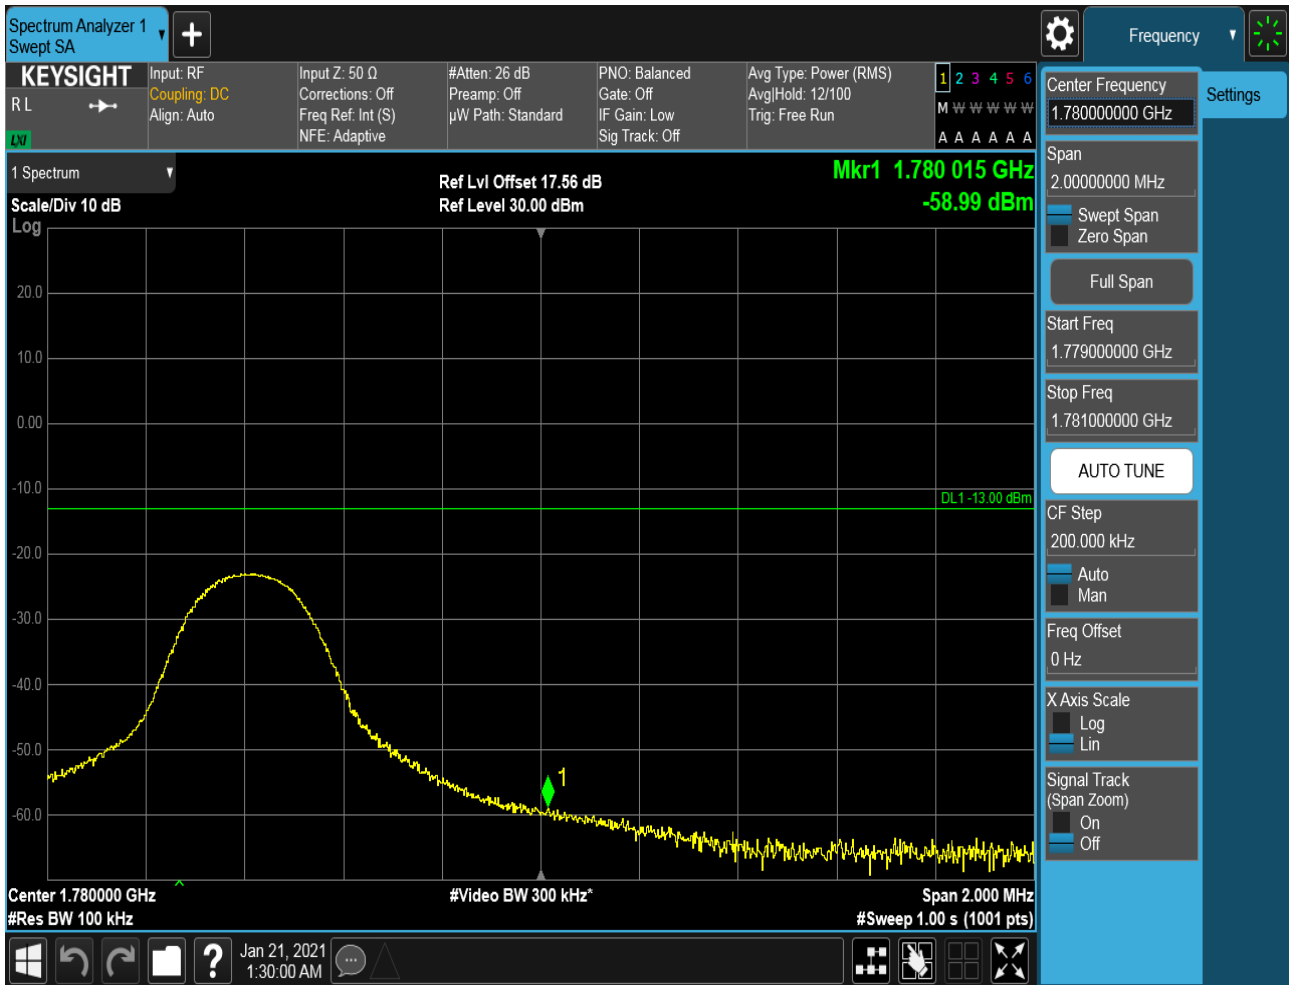 Spectrum Analyzer 1
Swept SA
Frequency
KEYSIGHT
R L
LXI
Input: RF
Coupling: DC
Align: Auto
Input Z: 50 Ω
Corrections: Off
Freq Ref: Int (S)
NFE: Adaptive
#Atten: 26 dB
Preamp: Off
µW Path: Standard
PNO: Balanced
Gate: Off
IF Gain: Low
Sig Track: Off
Avg Type: Power (RMS)
Avg|Hold: 12/100
Trig: Free Run
1 2 3 4 5 6
M W W W W W
A A A A A A
1 Spectrum
Scale/Div 10 dB
Log
Ref Lvl Offset 17.56 dB
Ref Level 30.00 dBm
Mkr1 1.780 015 GHz
-58.99 dBm
20.0
10.0
0.00
-10.0
DL1 -13.00 dBm
-20.0
-30.0
-40.0
-50.0
1
-60.0
Center 1.780000 GHz
#Video BW 300 kHz*
Span 2.000 MHz
#Res BW 100 kHz
#Sweep 1.00 s (1001 pts)
?
Jan 21, 2021
1:30:00 AM
Center Frequency
1.780000000 GHz
Settings
Span
2.00000000 MHz
Swept Span
Zero Span
Full Span
Start Freq
1.779000000 GHz
Stop Freq
1.781000000 GHz
AUTO TUNE
CF Step
200.000 kHz
Auto
Man
Freq Offset
0 Hz
X Axis Scale
Log
Lin
Signal Track
(Span Zoom)
On
Off